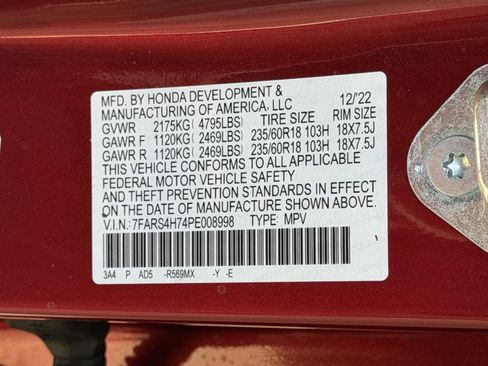 MFD. BY HONDA DEVELOPMENT &
MANUFACTURING OF AMERICA, LLC 12/'22
GVWR 2175KG( 4795LBS) TIRE SIZE RIM SIZE
GAWR F 1120KG( 2469LBS) 235/60R18 103H 18X7.5J
GAWR R 1120KG( 2469LBS) 235/60R18 103H 18X7.5J
THIS VEHICLE CONFORMS TO ALL APPLICABLE
FEDERAL MOTOR VEHICLE SAFETY
AND THEFT PREVENTION STANDARDS IN EFFECT
ON THE DATE OF MANUFACTURE SHOWN ABOVE.
V.I.N.: 7FARS4H74PE008998 TYPE: MPV
3A4 P AD5 -R569MX -Y -E